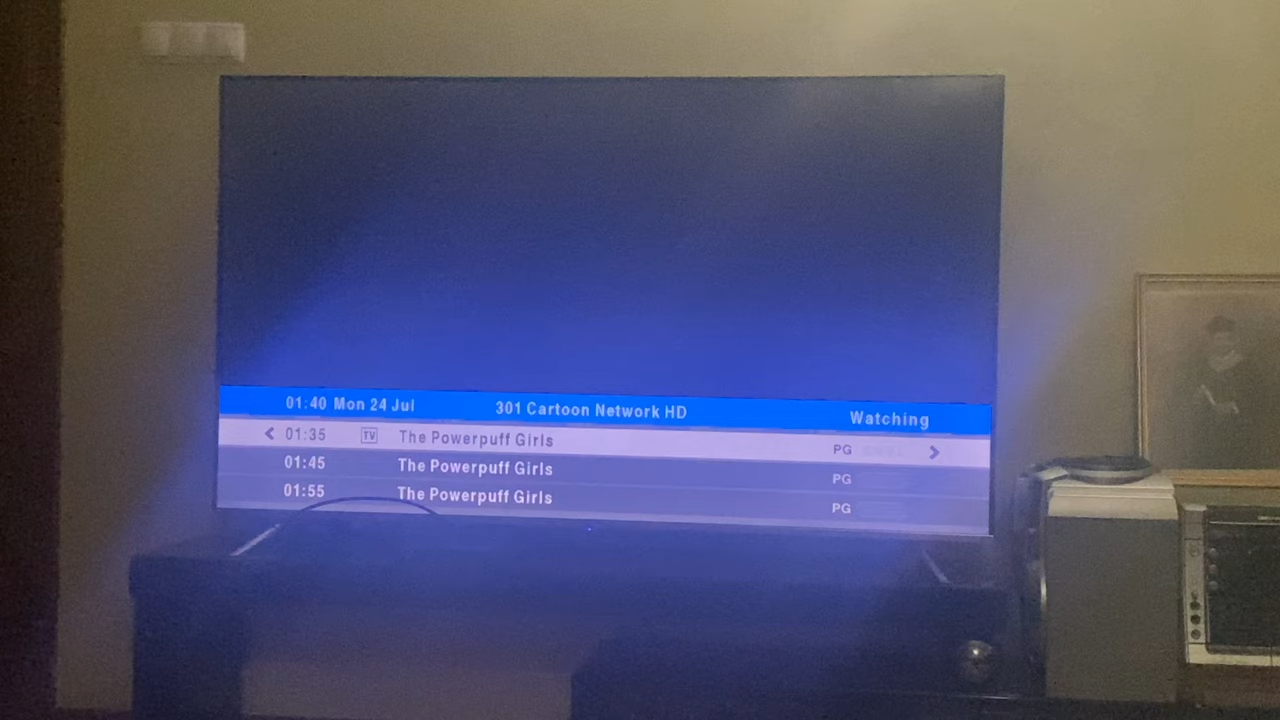 01:40 Mon 24 Jul 301 Cartoon Network HD Watching
01:35 TV The Powerpuff Girls PG
01:45 The Powerpuff Girls PG
01:55 The Powerpuff Girls PG